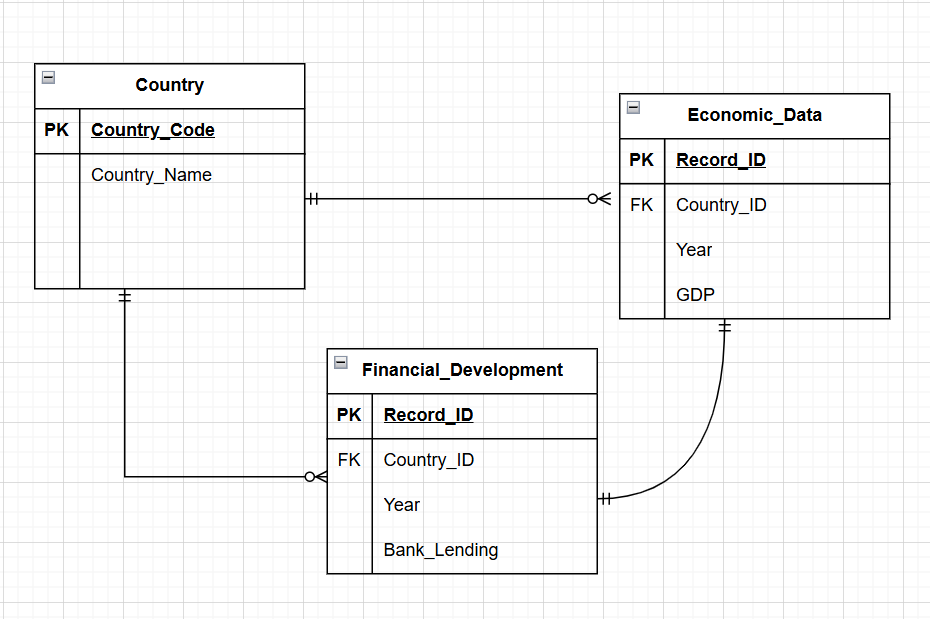 Country
PK Country_Code
Country_Name
Economic_Data
PK Record_ID
FK Country_ID
Year
GDP
Financial_Development
PK Record_ID
FK Country_ID
Year
Bank_Lending